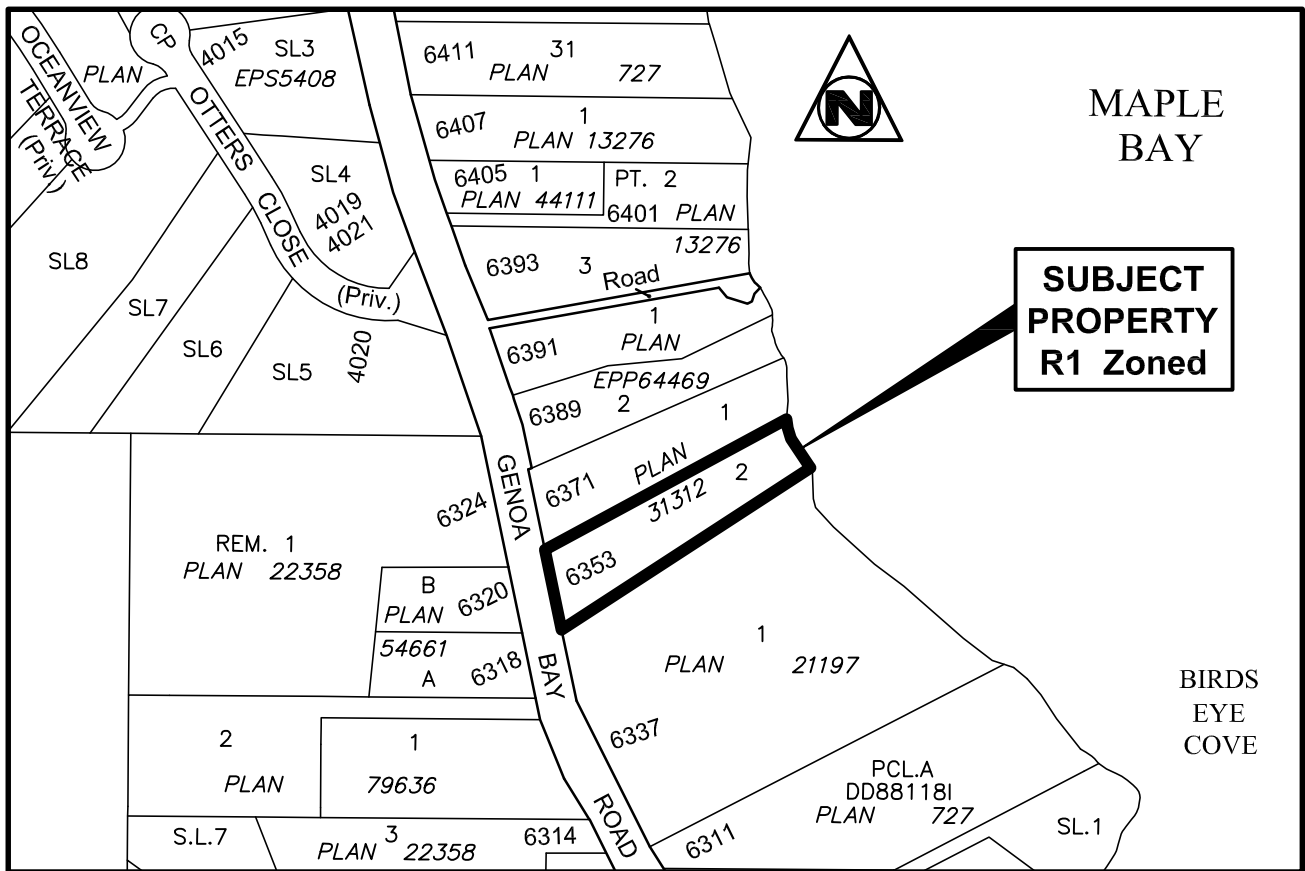 OCEANVIEW
TERRACE
(Priv.)
PLAN
CP
4015
SL3
EPS5408
OTTERS CLOSE
(Priv.)
SL4
4019
4021
SL8
SL7
SL6
SL5
4020
6411 31
PLAN 727
6407 1
PLAN 13276
6405 1
PLAN 44111
PT. 2
6401 PLAN
13276
6393 3
Road
1
6391 PLAN
EPP64469
6389 2
1
6371 PLAN
31312 2
6353
N
MAPLE
BAY
SUBJECT
PROPERTY
R1 Zoned
GENOA BAY ROAD
6324
REM. 1
PLAN 22358
B
PLAN 6320
54661
A 6318
1
PLAN 21197
6337
BIRDS
EYE
COVE
2
PLAN
1
79636
PCL.A
DD88118I
PLAN 727
SL.1
6311
S.L.7
3
PLAN 22358
6314